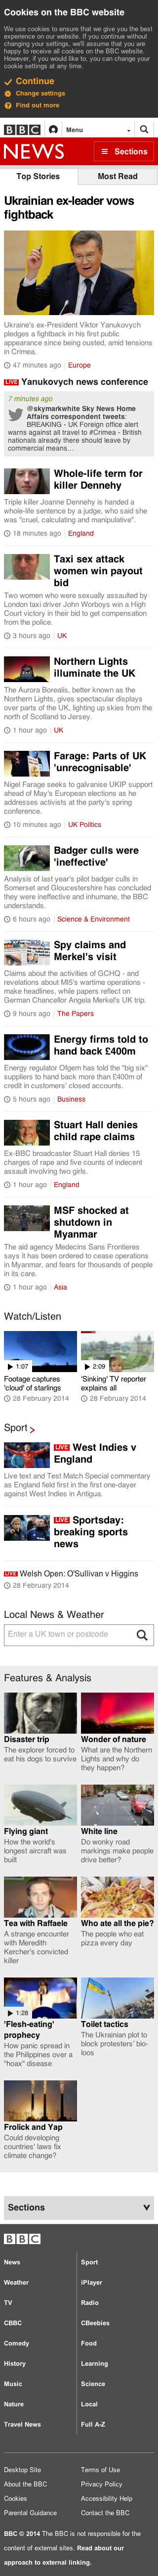 Cookies on the BBC website
We use cookies to ensure that we give you the best
experience on our website. If you continue without
changing your settings, we'll assume that you are
happy to receive all cookies on the BBC website.
However, if you would like to, you can change your
cookie settings at any time.
Continue
Change settings
Find out more
BBC
Menu
NEWS
Sections
Top Stories
Most Read
Ukrainian ex-leader vows
fightback
Ukraine's ex-President Viktor Yanukovych
pledges a fightback in his first public
appearance since being ousted, amid tensions
in Crimea.
47 minutes ago
Europe
LIVE Yanukovych news conference
7 minutes ago
@skymarkwhite Sky News Home
Affairs correspondent tweets:
BREAKING - UK Foreign office alert
warns against all travel to #Crimea - British
nationals already there should leave by
commercial means...
Whole-life term for
killer Dennehy
Triple killer Joanne Dennehy is handed a
whole-life sentence by a judge, who said she
was "cruel, calculating and manipulative".
18 minutes ago
England
Taxi sex attack
women win payout
bid
Two women who were sexually assaulted by
London taxi driver John Worboys win a High
Court victory in their bid to get compensation
from the police.
3 hours ago
UK
Northern Lights
illuminate the UK
The Aurora Borealis, better known as the
Northern Lights, produces spectacular displays
over parts of the UK, lighting up skies from the
north of Scotland to Jersey.
1 hour ago
UK
Farage: Parts of UK
'unrecognisable'
Nigel Farage seeks to galvanise UKIP support
ahead of May's European elections as he
addresses activists at the party's spring
conference.
10 minutes ago
UK Politics
Badger culls were
'ineffective'
Analysis of last year's pilot badger culls in
Somerset and Gloucestershire has concluded
they were ineffective and inhumane, the BBC
understands.
6 hours ago
Science & Environment
Spy claims and
Merkel's visit
Claims about the activities of GCHQ - and
revelations about MI5's wartime operations -
make headlines, while papers reflect on
German Chancellor Angela Merkel's UK trip.
9 hours ago
The Papers
Energy firms told to
hand back £400m
Energy regulator Ofgem has told the "big six"
suppliers to hand back more than £400m of
credit in customers' closed accounts.
5 hours ago
Business
Stuart Hall denies
child rape claims
Ex-BBC broadcaster Stuart Hall denies 15
charges of rape and five counts of indecent
assault involving two girls.
1 hour ago
England
MSF shocked at
shutdown in
Myanmar
The aid agency Medecins Sans Frontieres
says it has been ordered to cease operations
in Myanmar, and fears for thousands of people
in its care.
1 hour ago
Asia
Watch/Listen
1:07
2:09
Footage captures
'cloud' of starlings
28 February 2014
'Sinking' TV reporter
explains all
28 February 2014
Sport
LIVE West Indies v
England
Live text and Test Match Special commentary
as England field first in the first one-dayer
against West Indies in Antigua.
LIVE Sportsday:
breaking sports
news
LIVE Welsh Open: O'Sullivan v Higgins
28 February 2014
Local News & Weather
Enter a UK town or postcode
Features & Analysis
Disaster trip
The explorer forced to
eat his dogs to survive
Wonder of nature
What are the Northern
Lights and why do
they happen?
Flying giant
How the world's
longest aircraft was
built
White line
Do wonky road
markings make people
drive better?
Tea with Raffaele
A strange encounter
with Meredith
Kercher's convicted
killer
Who ate all the pie?
The people who eat
pizza every day
1:28
'Flesh-eating'
prophecy
How panic spread in
the Philippines over a
"hoax" disease
Toilet tactics
The Ukrainian plot to
block protesters' bio-
loos
Frolick and Yap
Could developing
countries' laws fix
climate change?
Sections
BBC
News
Sport
Weather
iPlayer
TV
Radio
CBBC
CBeebies
Comedy
Food
History
Learning
Music
Science
Nature
Local
Travel News
Full A-Z
Desktop Site
Terms of Use
About the BBC
Privacy Policy
Cookies
Accessibility Help
Parental Guidance
Contact the BBC
BBC © 2014 The BBC is not responsible for the
content of external sites. Read about our
approach to external linking.